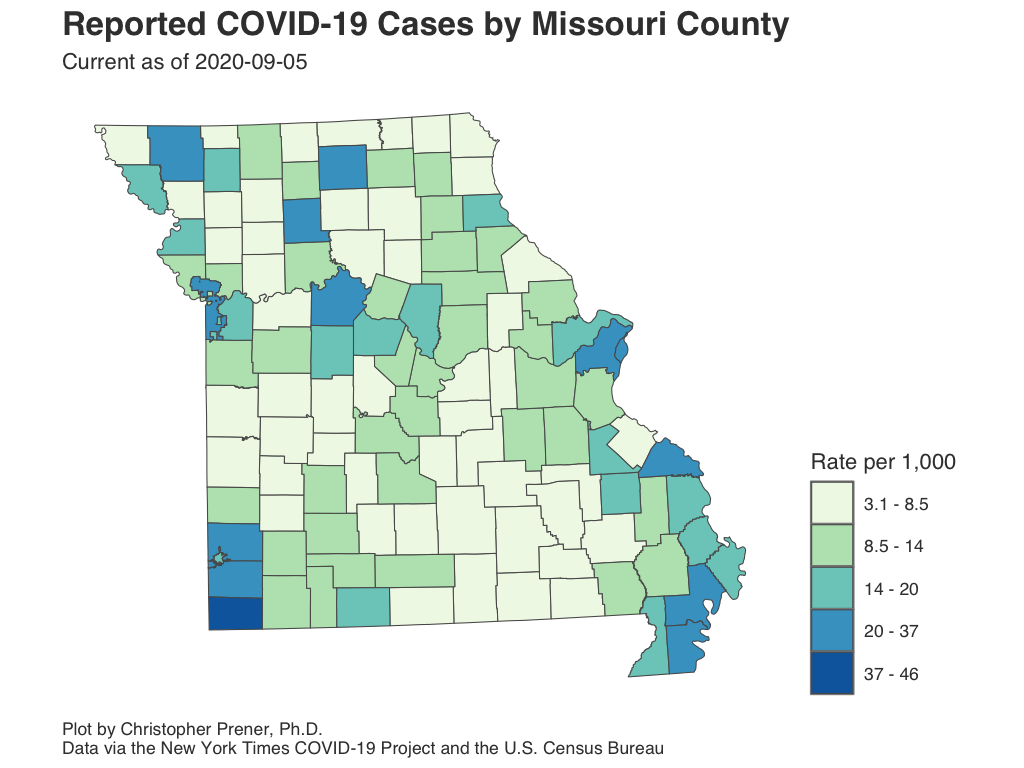 Reported COVID-19 Cases by Missouri County
Current as of 2020-09-05
Rate per 1,000
3.1 - 8.5
8.5 - 14
14 - 20
20 - 37
37 - 46
Plot by Christopher Prener, Ph.D.
Data via the New York Times COVID-19 Project and the U.S. Census Bureau